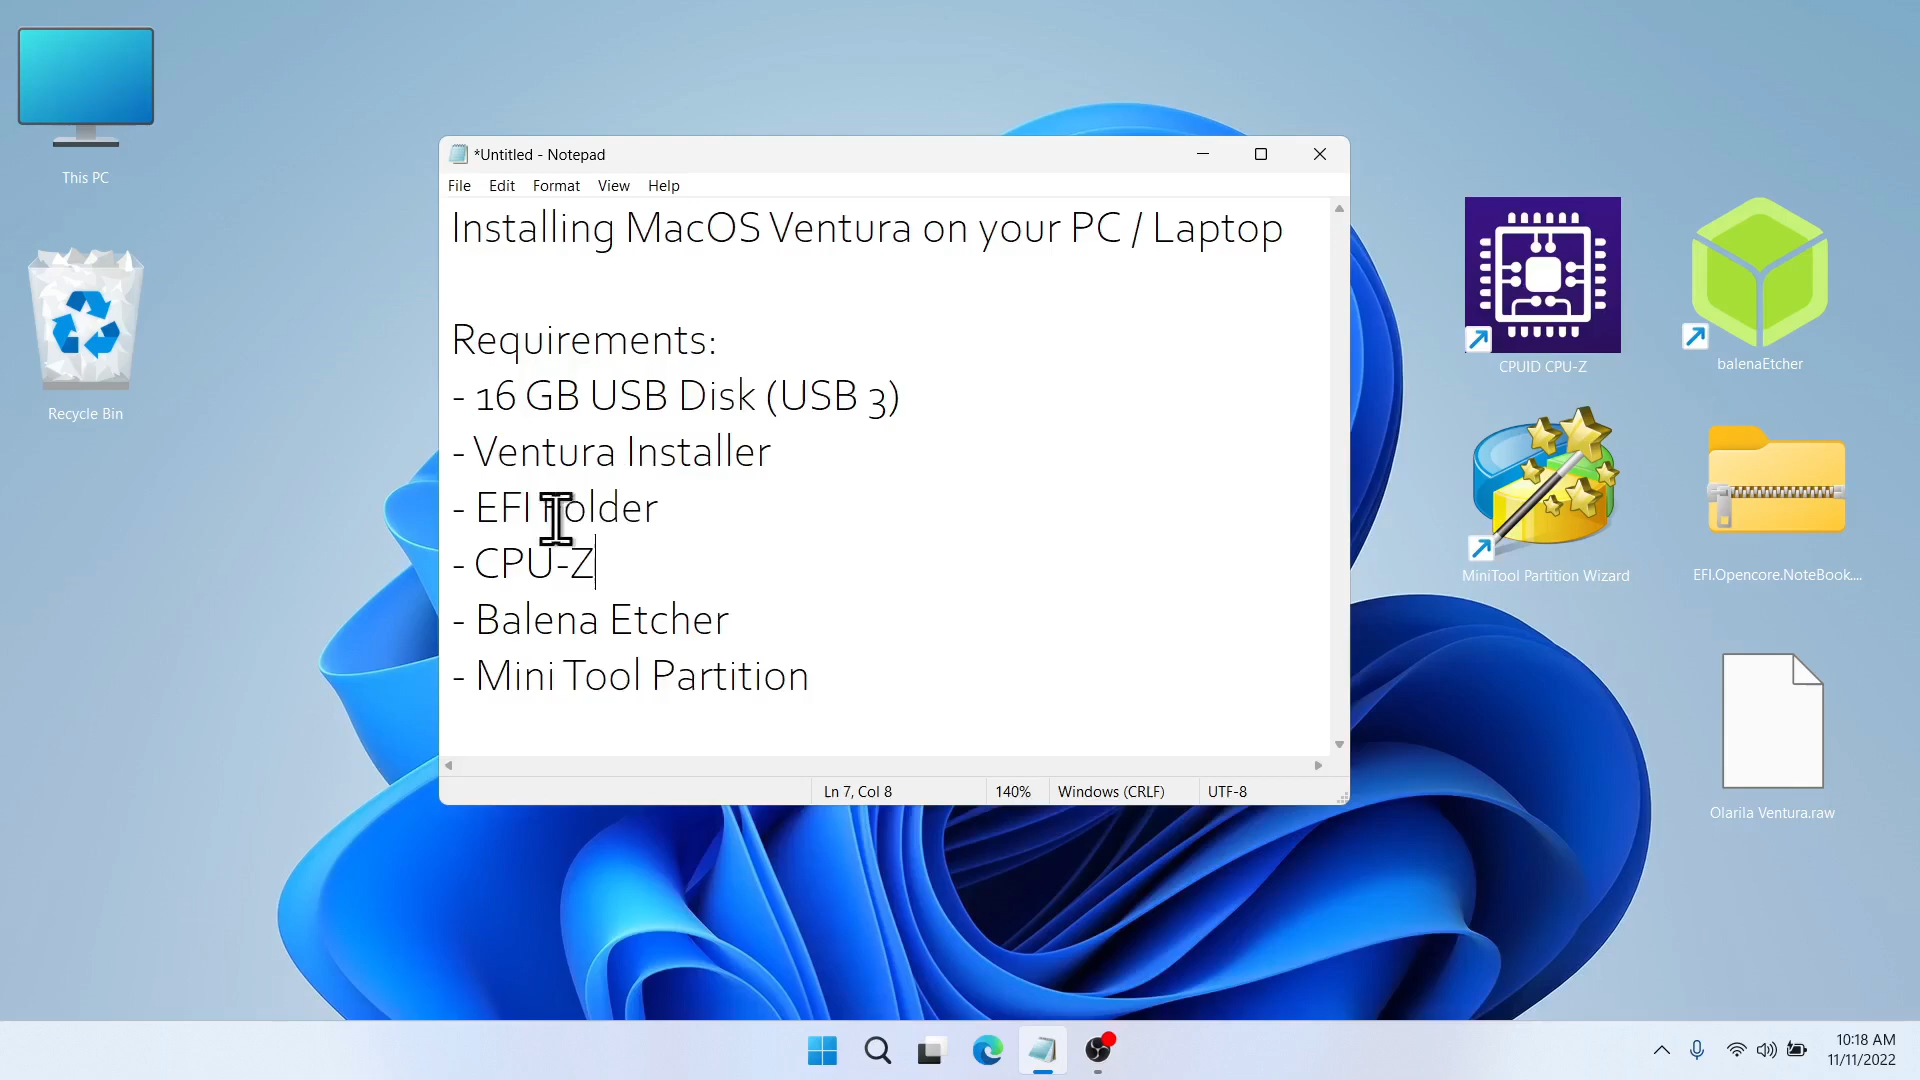 This PC
Recycle Bin
*Untitled - Notepad
File Edit Format View Help
Installing MacOS Ventura on your PC / Laptop
Requirements:
- 16 GB USB Disk (USB 3)
- Ventura Installer
- EFI Folder
- CPU-Z
- Balena Etcher
- Mini Tool Partition
Ln 7, Col 8 140% Windows (CRLF) UTF-8
CPUID CPU-Z
balenaEtcher
MiniTool Partition Wizard
EFI.Opencore.NoteBook....
Olarila Ventura.raw
10:18 AM
11/11/2022